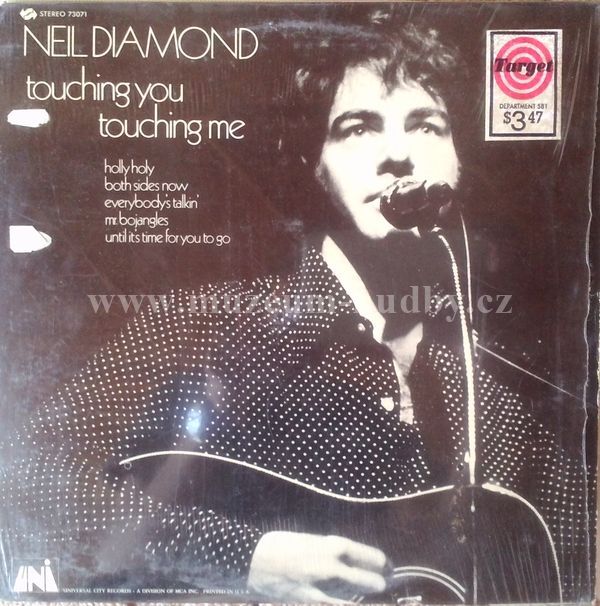 STEREO 73071
NEIL DIAMOND
touching you
touching me
holly holy
both sides now
everybody's talkin'
mr. bojangles
until it's time for you to go
Target
DEPARTMENT 581
$3.47
www.muzeum-hudby.cz
UNI
UNIVERSAL CITY RECORDS - A DIVISION OF MCA INC. PRINTED IN U.S.A.